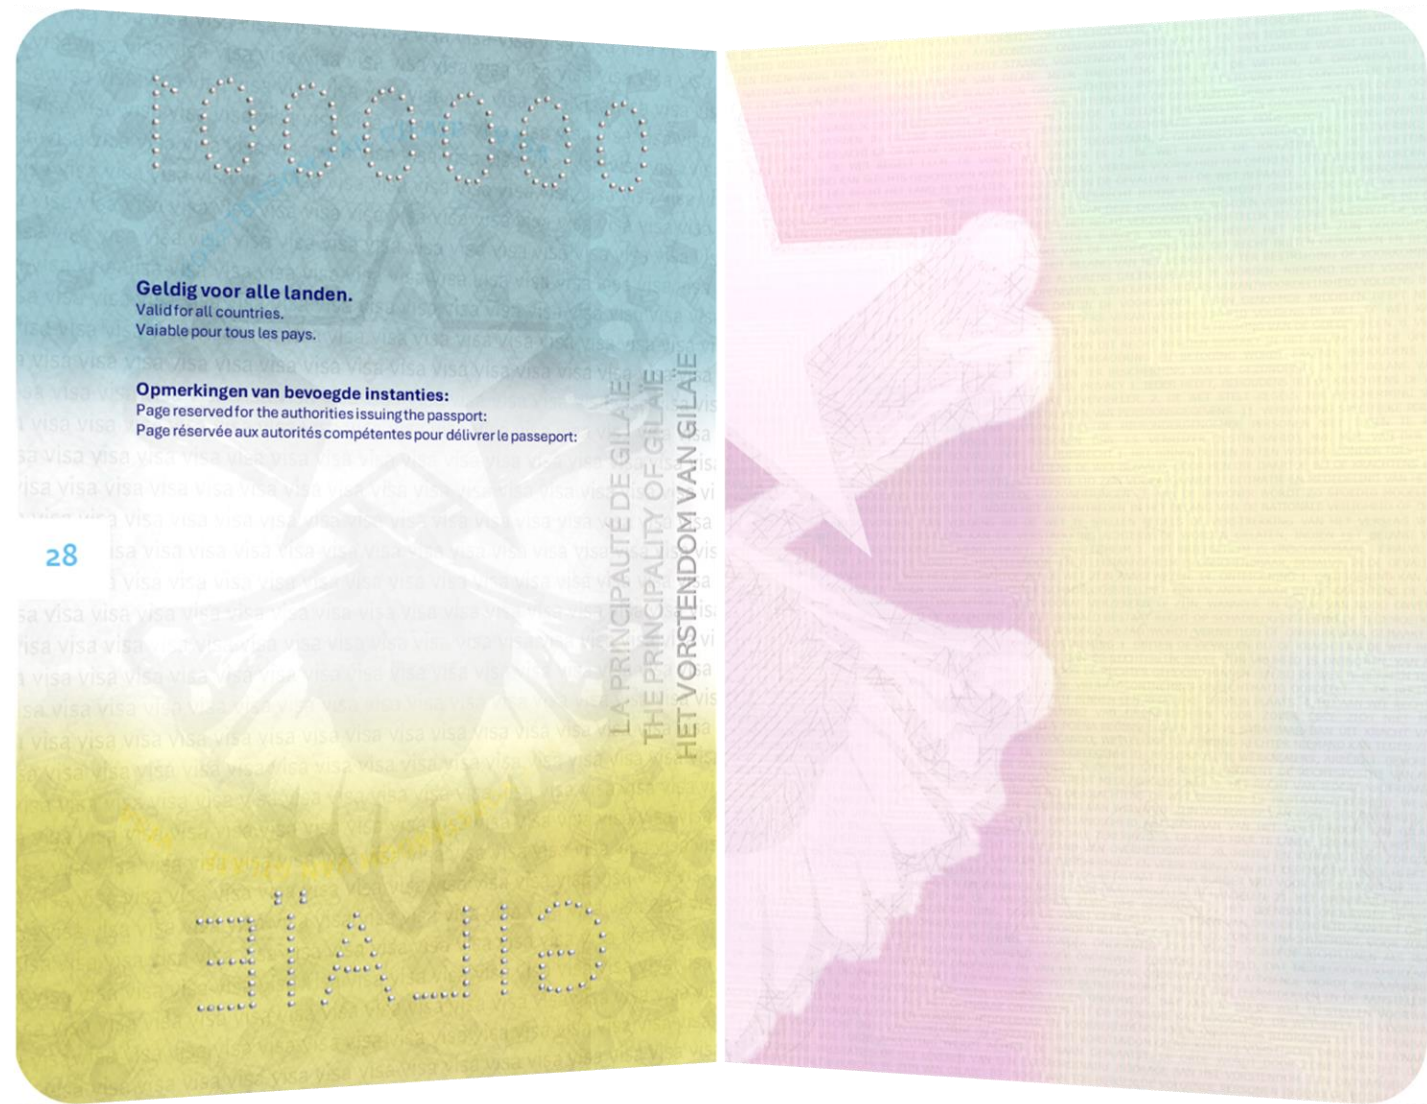 1000000
Geldig voor alle landen.
Valid for all countries.
Vaiable pour tous les pays.
Opmerkingen van bevoegde instanties:
Page reserved for the authorities issuing the passport:
Page réservée aux autorités compétentes pour délivrer le passeport:
LA PRINCIPAUTÉ DE GILAÏE
THE PRINCIPALITY OF GILAÏE
HET VORSTENDOM VAN GILAÏE
28
GILAÏE